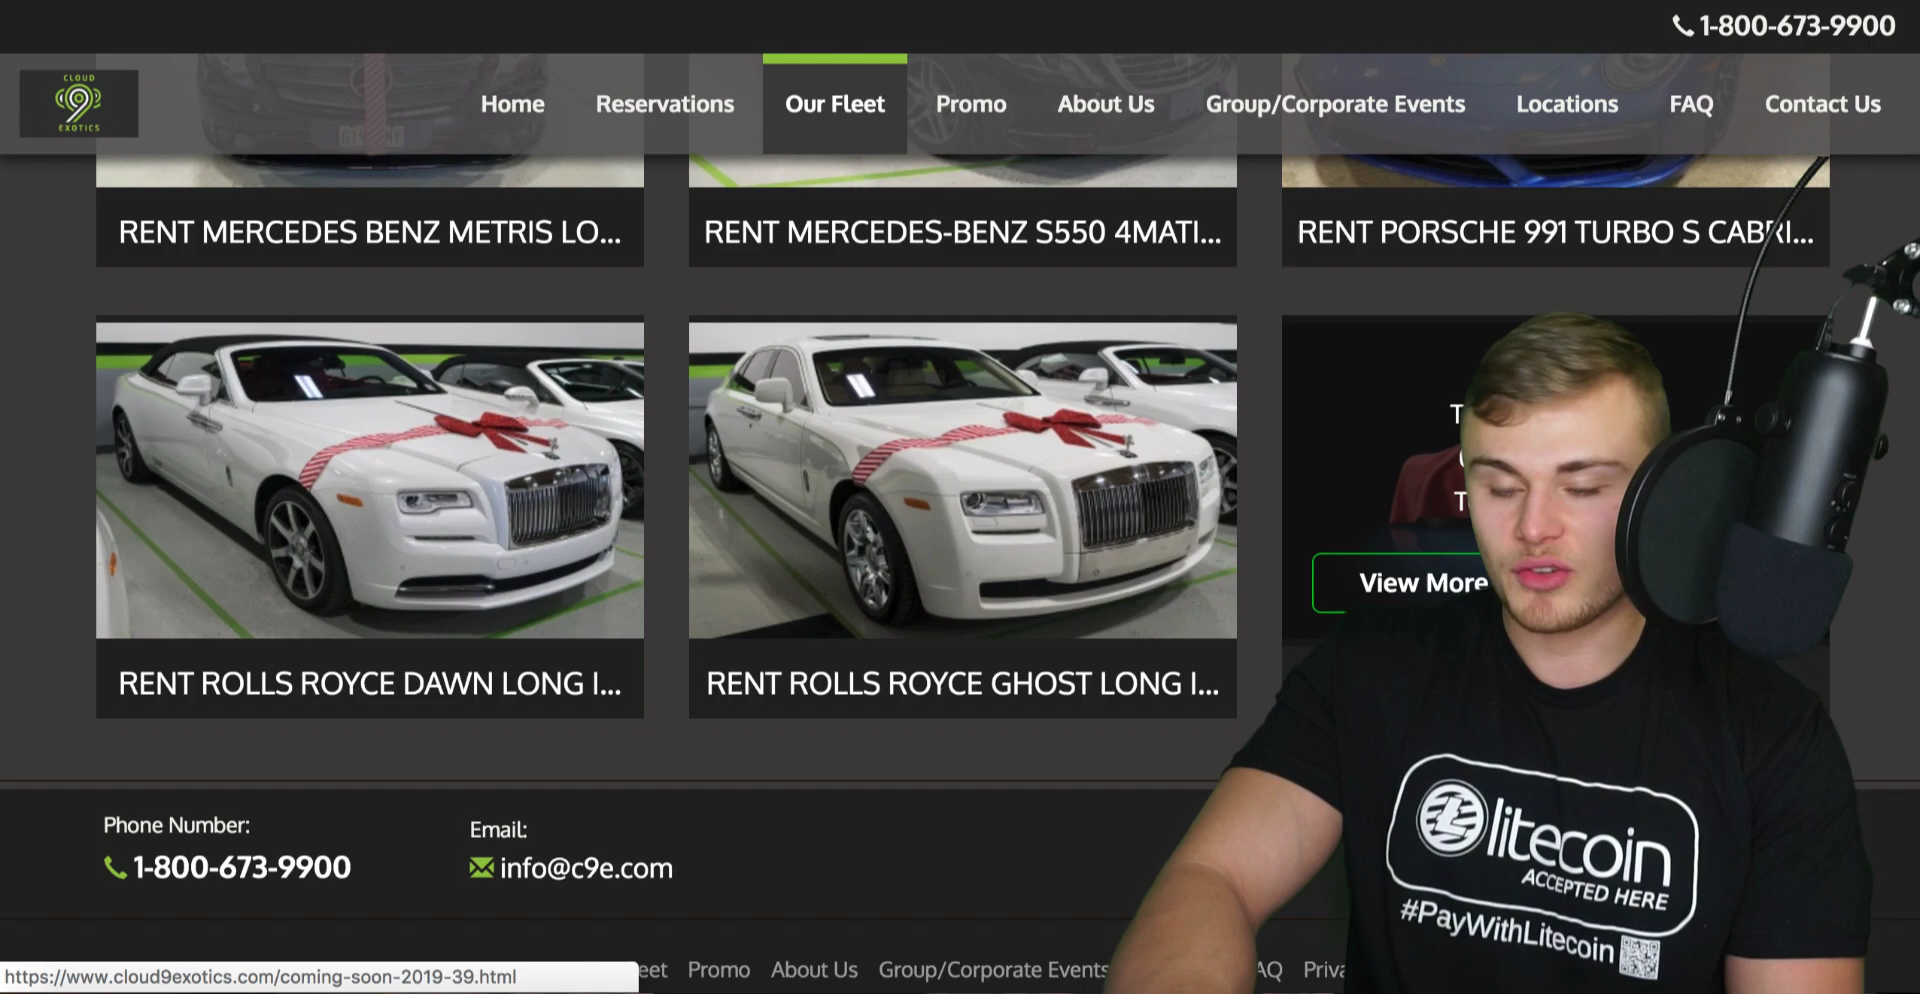 1-800-673-9900
CLOUD
9
EXOTICS
Home
Reservations
Our Fleet
Promo
About Us
Group/Corporate Events
Locations
FAQ
Contact Us
RENT MERCEDES BENZ METRIS LO...
RENT MERCEDES-BENZ S550 4MATI...
RENT PORSCHE 991 TURBO S CABRI...
View More
RENT ROLLS ROYCE DAWN LONG I...
RENT ROLLS ROYCE GHOST LONG I...
Phone Number:
1-800-673-9900
Email:
info@c9e.com
litecoin
ACCEPTED HERE
#PayWithLitecoin
https://www.cloud9exotics.com/coming-soon-2019-39.html
Promo
About Us
Group/Corporate Events